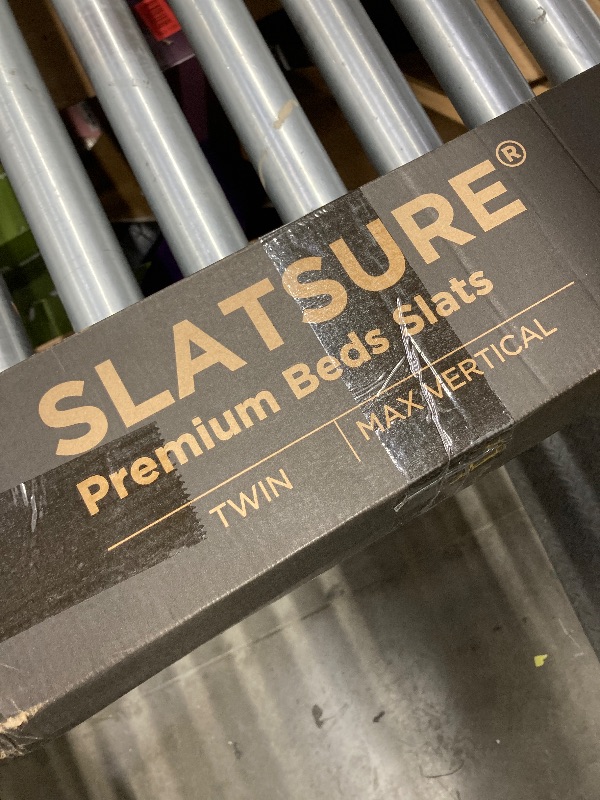 SLATSURE®
Premium Beds Slats
TWIN | MAX VERTICAL